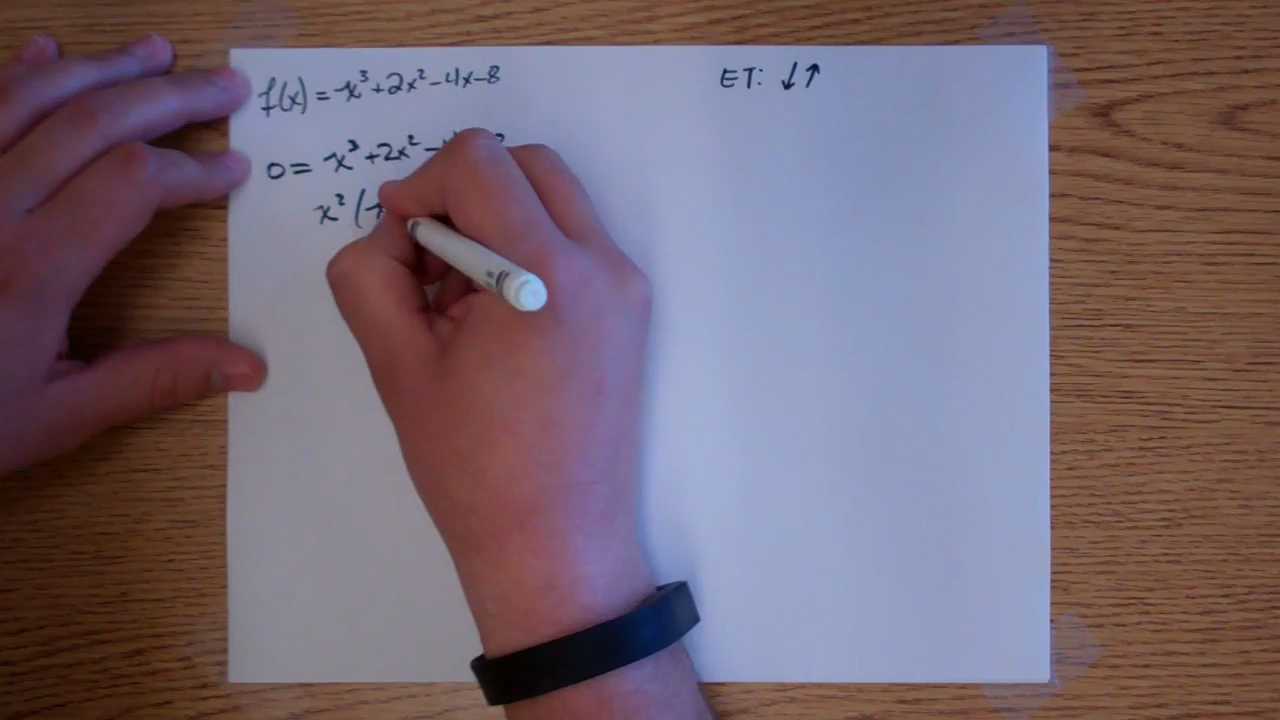 f(x) = x³+2x²-4x-8
ET: ↓↑
0 = x³+2x²-
x²(x